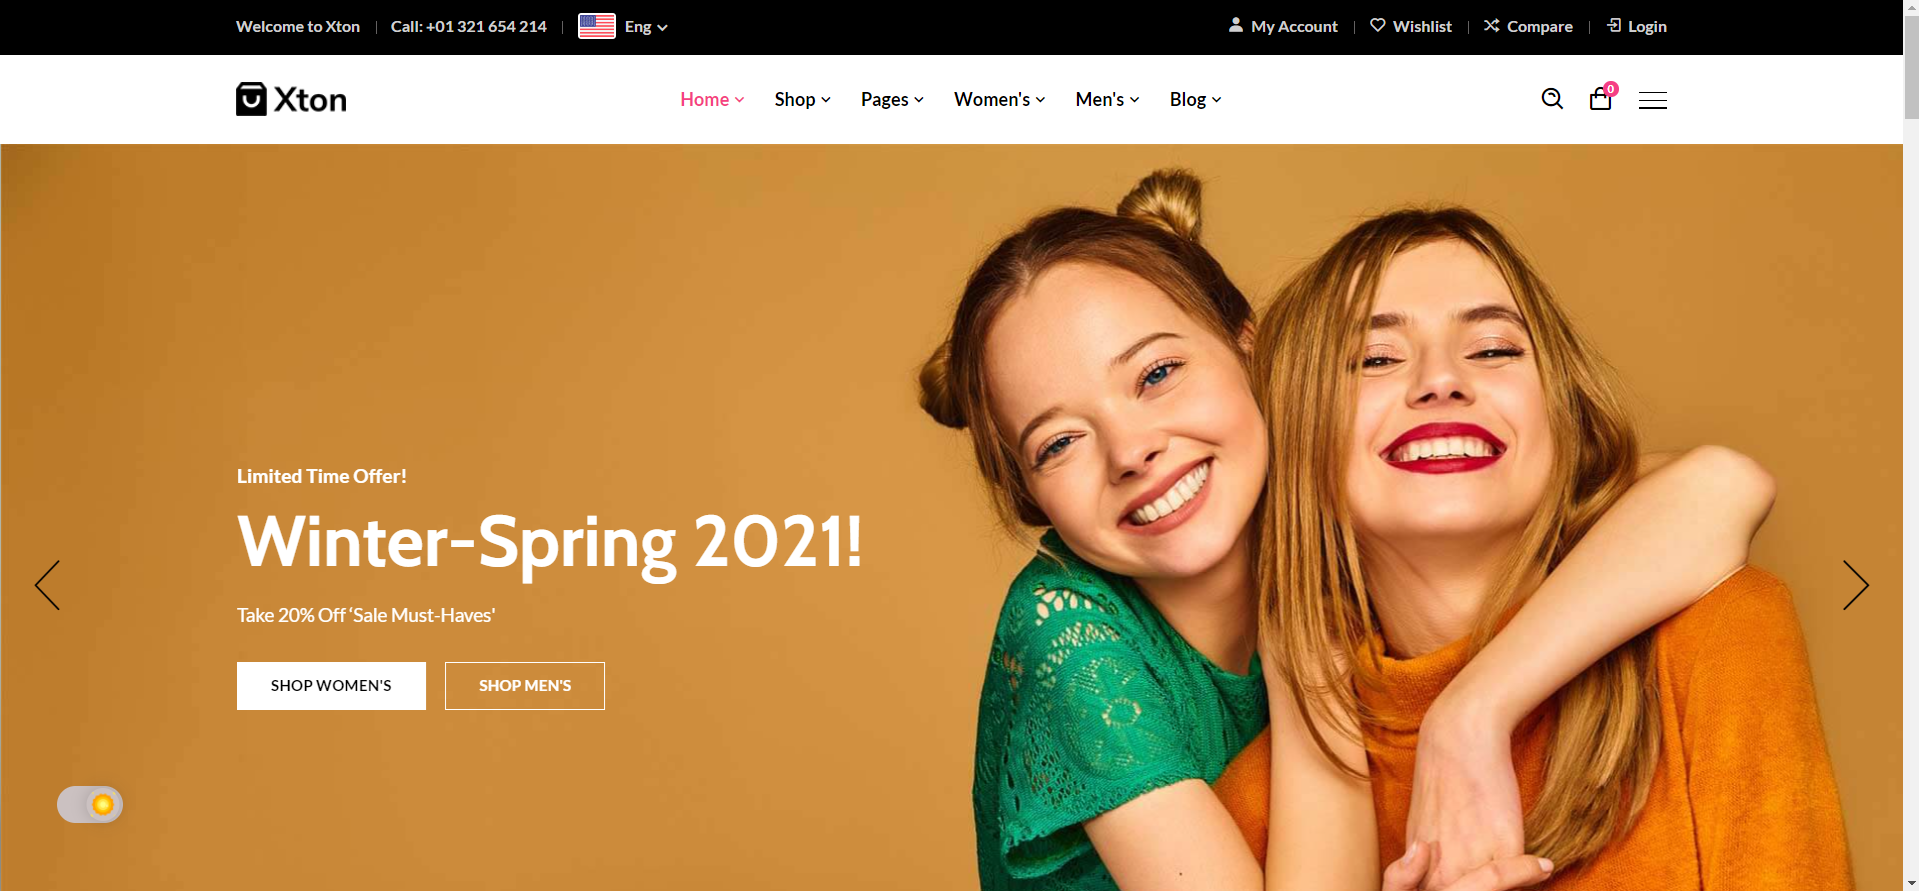 Welcome to Xton
Call: +01 321 654 214
Eng
My Account
Wishlist
Compare
Login
Xton
Home
Shop
Pages
Women's
Men's
Blog
0
Limited Time Offer!
Winter-Spring 2021!
Take 20% Off ‘Sale Must-Haves’
SHOP WOMEN'S
SHOP MEN'S